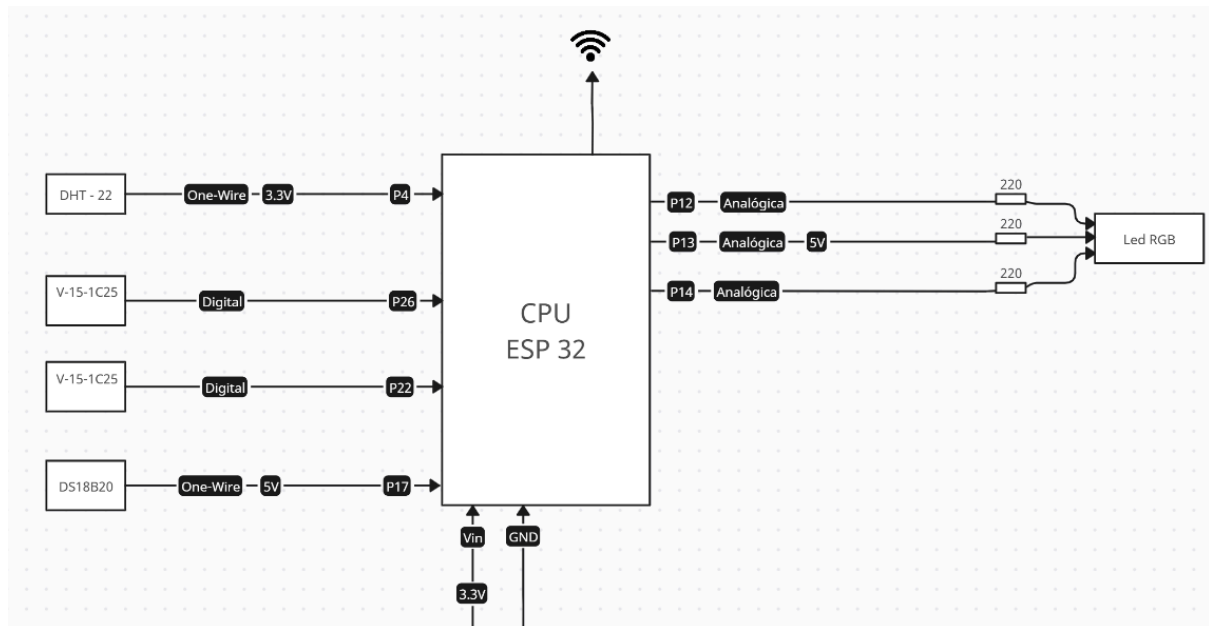 DHT - 22
One-Wire
3.3V
P4
V-15-1C25
Digital
P26
V-15-1C25
Digital
P22
DS18B20
One-Wire
5V
P17
CPU
ESP 32
Vin
GND
3.3V
P12
Analógica
220
P13
Analógica
5V
220
P14
Analógica
220
Led RGB